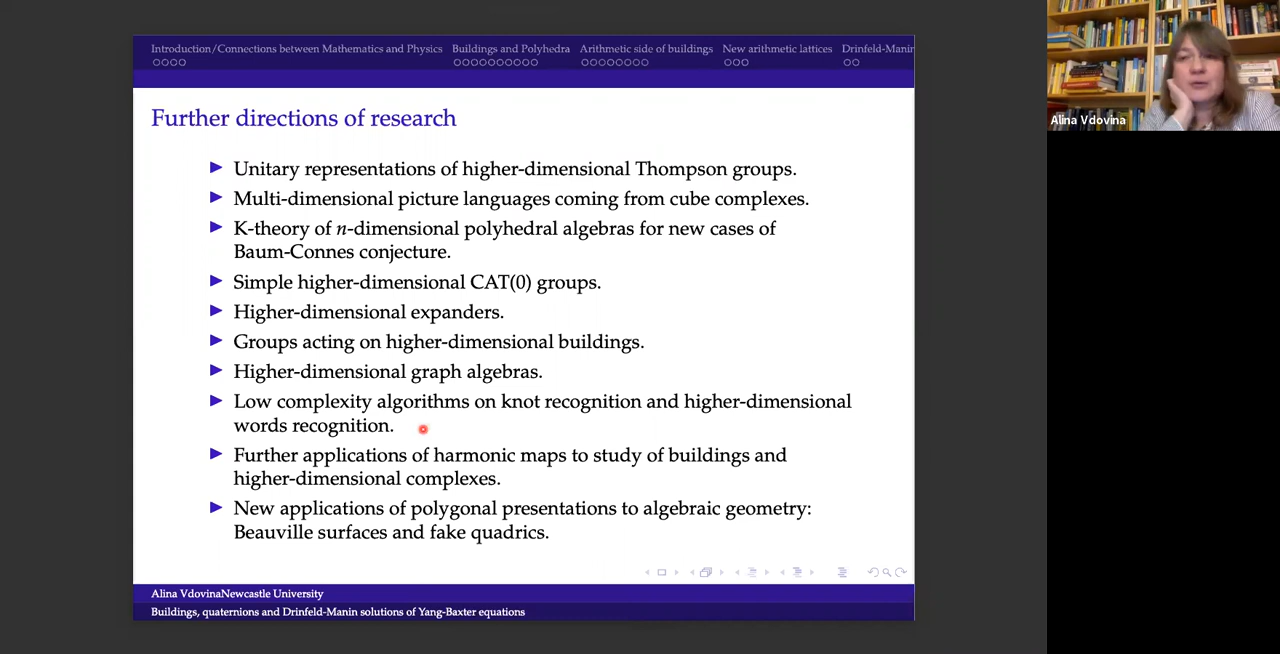 Introduction/Connections between Mathematics and Physics Buildings and Polyhedra Arithmetic side of buildings New arithmetic lattices Drinfeld-Manin
Alina Vdovina
Further directions of research
Unitary representations of higher-dimensional Thompson groups.
Multi-dimensional picture languages coming from cube complexes.
K-theory of n-dimensional polyhedral algebras for new cases of
Baum-Connes conjecture.
Simple higher-dimensional CAT(0) groups.
Higher-dimensional expanders.
Groups acting on higher-dimensional buildings.
Higher-dimensional graph algebras.
Low complexity algorithms on knot recognition and higher-dimensional
words recognition.
Further applications of harmonic maps to study of buildings and
higher-dimensional complexes.
New applications of polygonal presentations to algebraic geometry:
Beauville surfaces and fake quadrics.
Alina VdovinaNewcastle University
Buildings, quaternions and Drinfeld-Manin solutions of Yang-Baxter equations